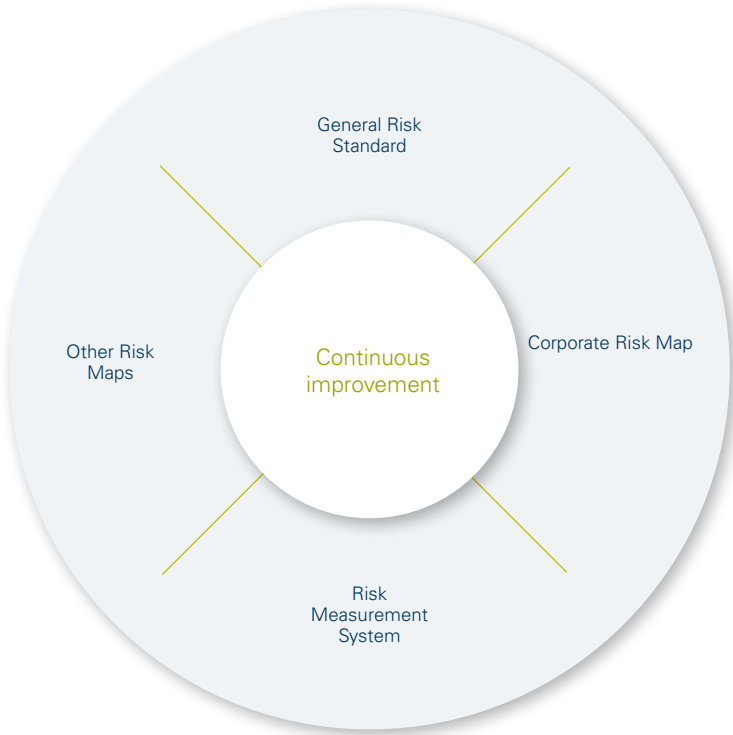 General Risk
Standard
Corporate Risk Map
Other Risk
Maps
Continuous
improvement
Risk
Measurement
System